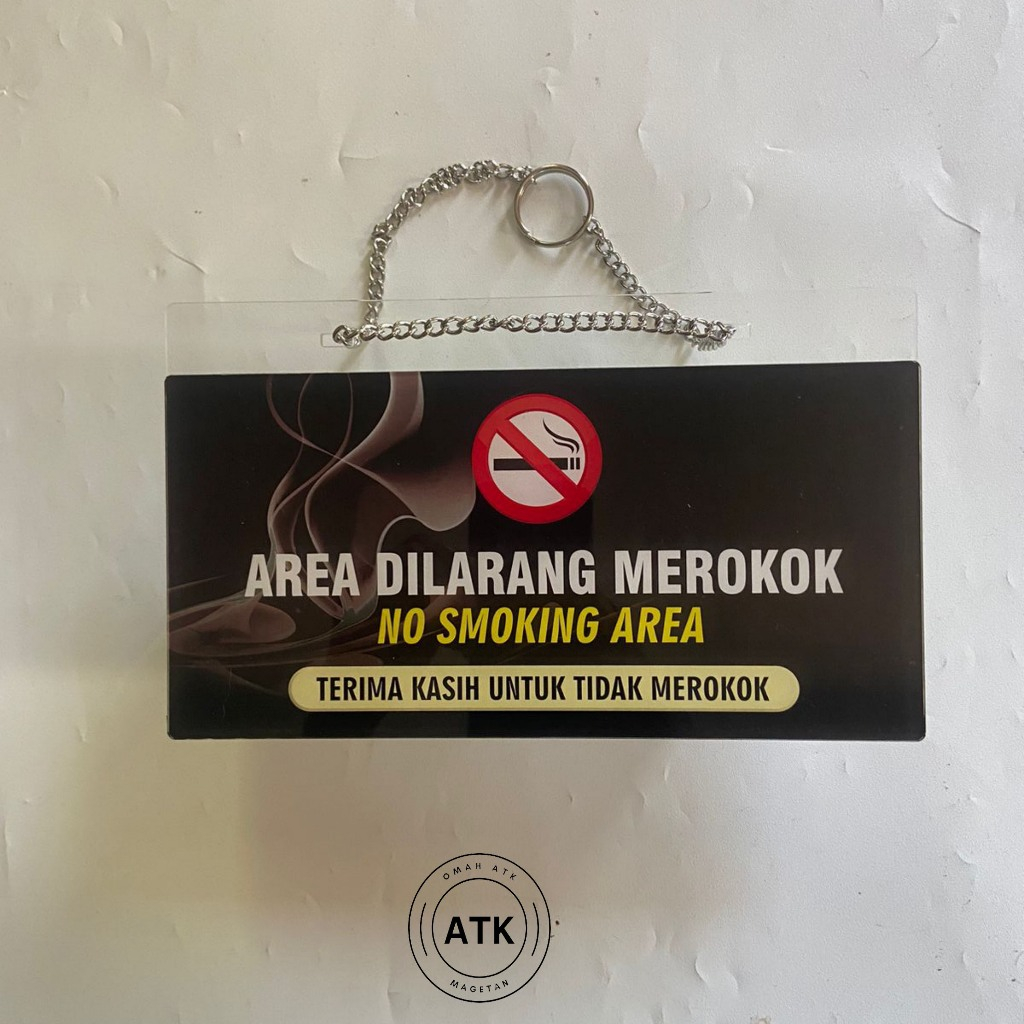 AREA DILARANG MEROKOK
NO SMOKING AREA
TERIMA KASIH UNTUK TIDAK MEROKOK
OMAH ATK
ATK
MAGETAN